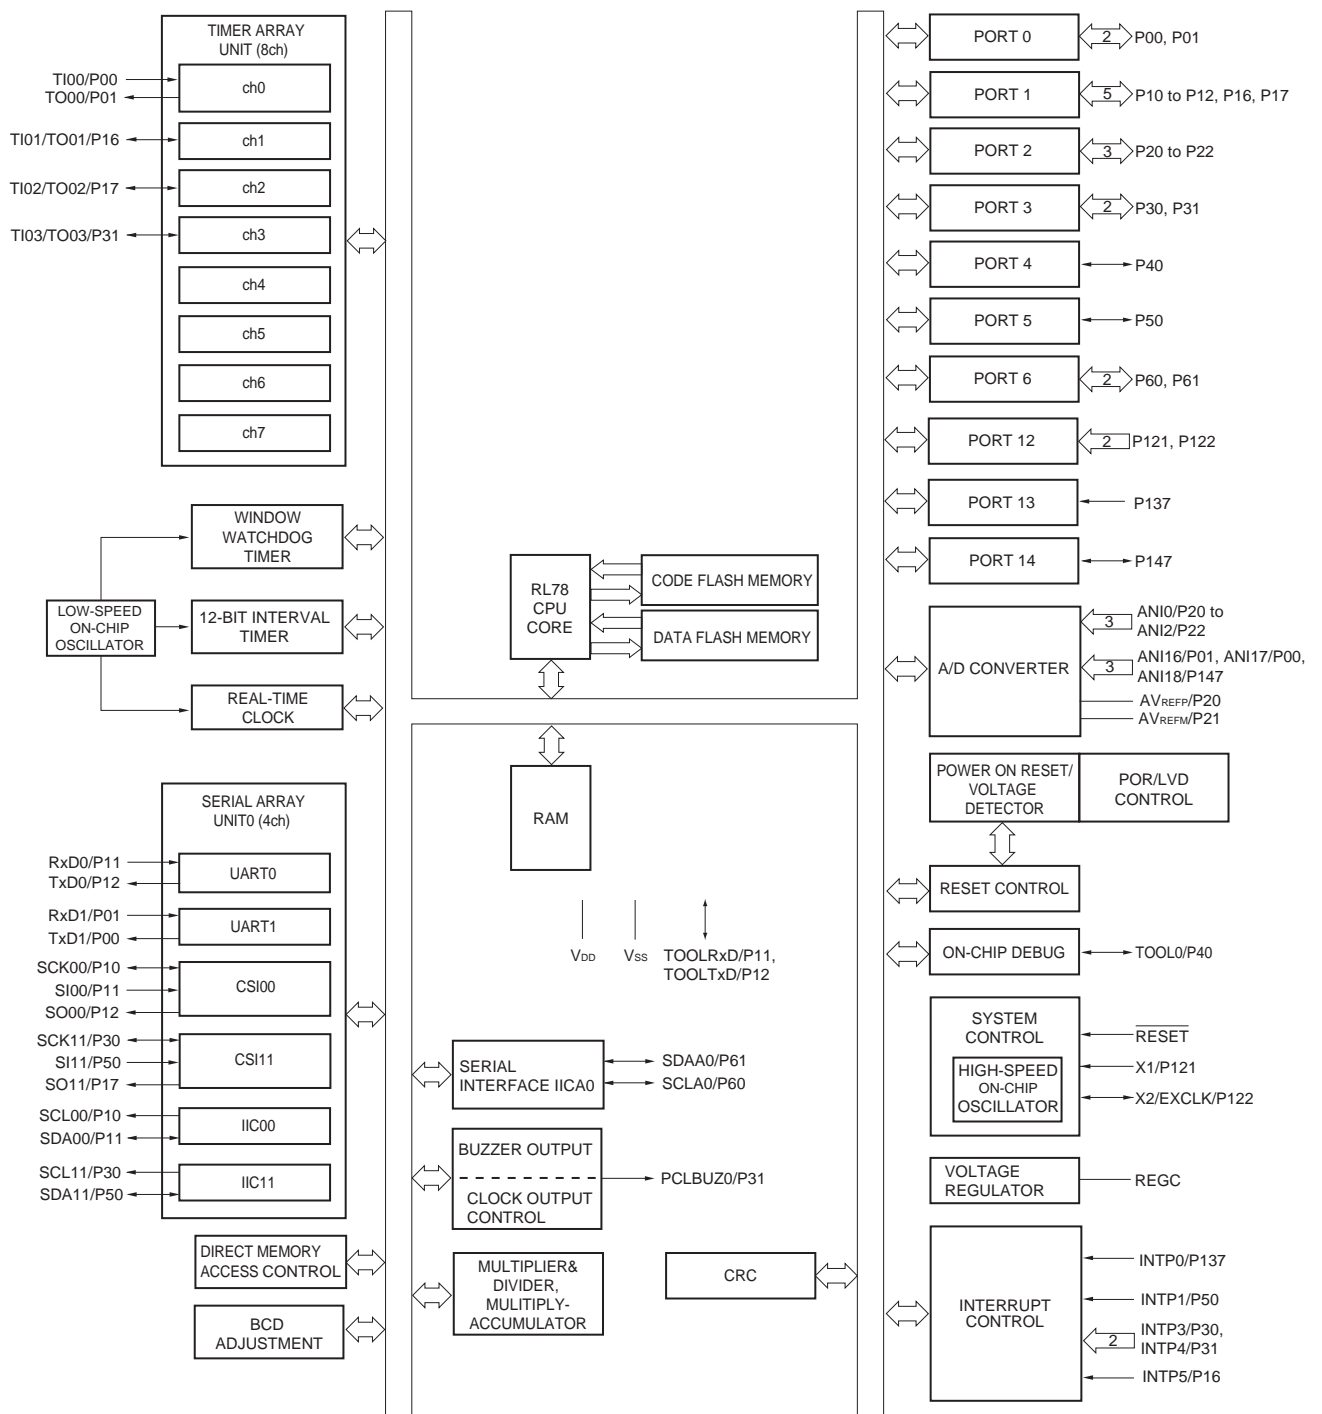 TIMER ARRAY
UNIT (8ch)
TI00/P00
TO00/P01
ch0
TI01/TO01/P16
ch1
TI02/TO02/P17
ch2
TI03/TO03/P31
ch3
ch4
ch5
ch6
ch7
WINDOW
WATCHDOG
TIMER
LOW-SPEED
ON-CHIP
OSCILLATOR
12-BIT INTERVAL
TIMER
REAL-TIME
CLOCK
SERIAL ARRAY
UNIT0 (4ch)
RxD0/P11
TxD0/P12
UART0
RxD1/P01
TxD1/P00
UART1
SCK00/P10
SI00/P11
SO00/P12
CSI00
SCK11/P30
SI11/P50
SO11/P17
CSI11
SCL00/P10
SDA00/P11
IIC00
SCL11/P30
SDA11/P50
IIC11
DIRECT MEMORY
ACCESS CONTROL
BCD
ADJUSTMENT
RL78
CPU
CORE
CODE FLASH MEMORY
DATA FLASH MEMORY
RAM
VDD
VSS
TOOLRxD/P11,
TOOLTxD/P12
SERIAL
INTERFACE IICA0
SDAA0/P61
SCLA0/P60
BUZZER OUTPUT
CLOCK OUTPUT
CONTROL
PCLBUZ0/P31
MULTIPLIER&
DIVIDER,
MULITIPLY-
ACCUMULATOR
CRC
PORT 0
2
P00, P01
PORT 1
5
P10 to P12, P16, P17
PORT 2
3
P20 to P22
PORT 3
2
P30, P31
PORT 4
P40
PORT 5
P50
PORT 6
2
P60, P61
PORT 12
2
P121, P122
PORT 13
P137
PORT 14
P147
A/D CONVERTER
3
ANI0/P20 to
ANI2/P22
3
ANI16/P01, ANI17/P00,
ANI18/P147
AVREFP/P20
AVREFM/P21
POWER ON RESET/
VOLTAGE
DETECTOR
POR/LVD
CONTROL
RESET CONTROL
ON-CHIP DEBUG
TOOL0/P40
SYSTEM
CONTROL
HIGH-SPEED
ON-CHIP
OSCILLATOR
RESET
X1/P121
X2/EXCLK/P122
VOLTAGE
REGULATOR
REGC
INTERRUPT
CONTROL
INTP0/P137
INTP1/P50
2
INTP3/P30,
INTP4/P31
INTP5/P16